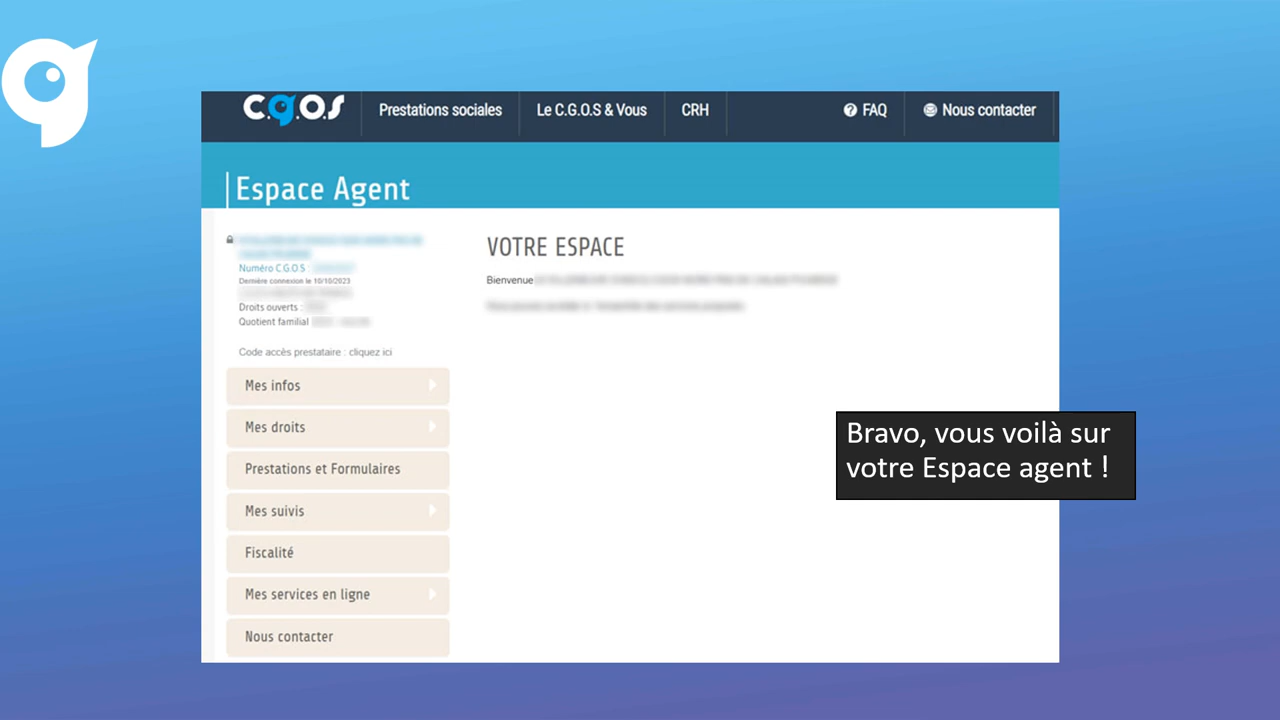 C.g.O.S
Prestations sociales
Le C.G.O.S & Vous
CRH
FAQ
Nous contacter
Espace Agent
Numéro C.G.O.S :
Dernière connexion le 10/10/2023
Droits ouverts :
Quotient familial
Code accès prestataire : cliquez ici
Mes infos
Mes droits
Prestations et Formulaires
Mes suivis
Fiscalité
Mes services en ligne
Nous contacter
VOTRE ESPACE
Bienvenue
Bravo, vous voilà sur
votre Espace agent !